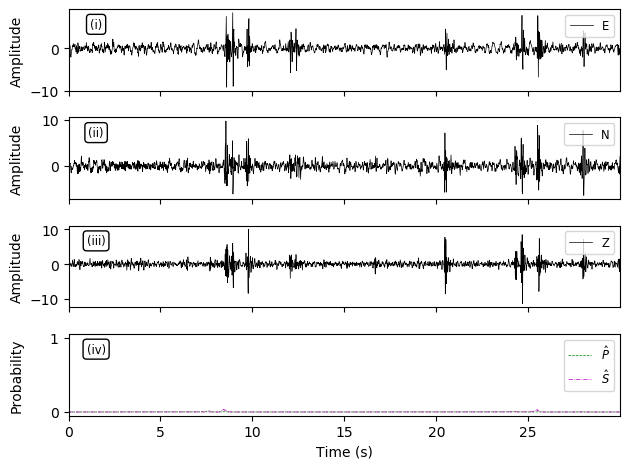 (i)
E
Amplitude
0
−10
(ii)
N
Amplitude
10
0
(iii)
Z
Amplitude
10
0
−10
(iv)
P̂
Ŝ
Probability
1
0
0 5 10 15 20 25
Time (s)